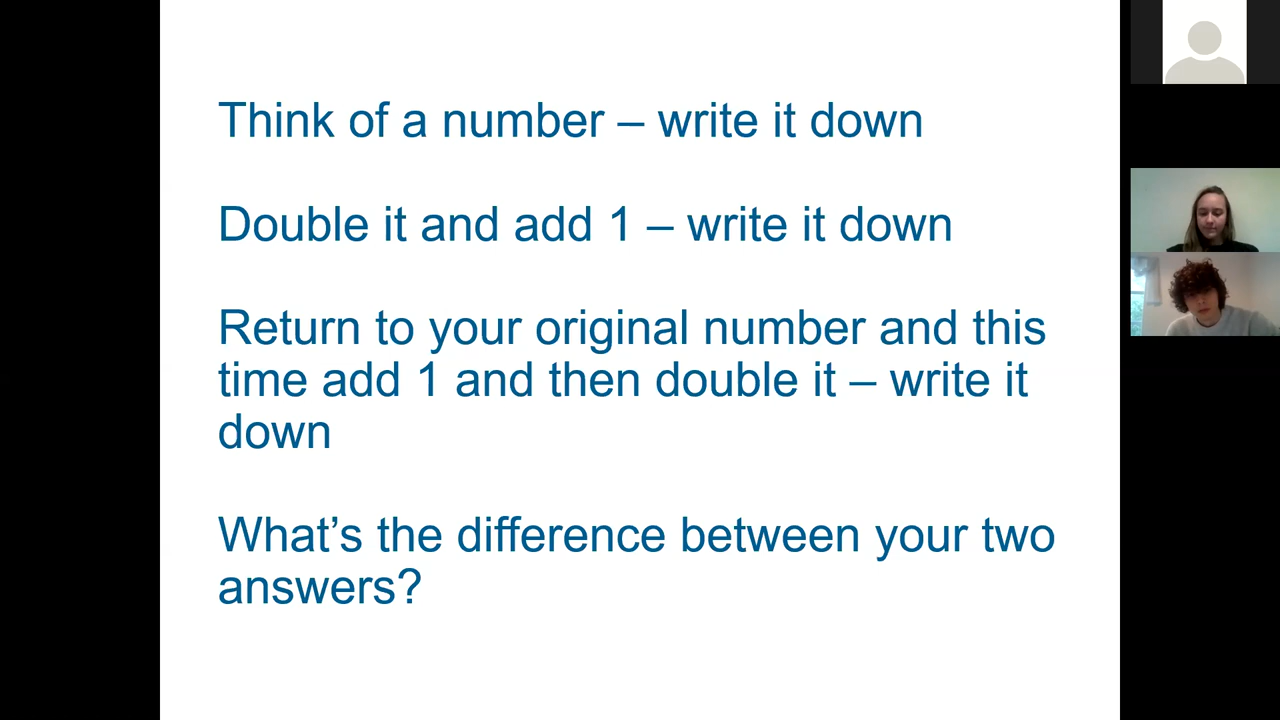 Think of a number – write it down
Double it and add 1 – write it down
Return to your original number and this
time add 1 and then double it – write it
down
What’s the difference between your two
answers?